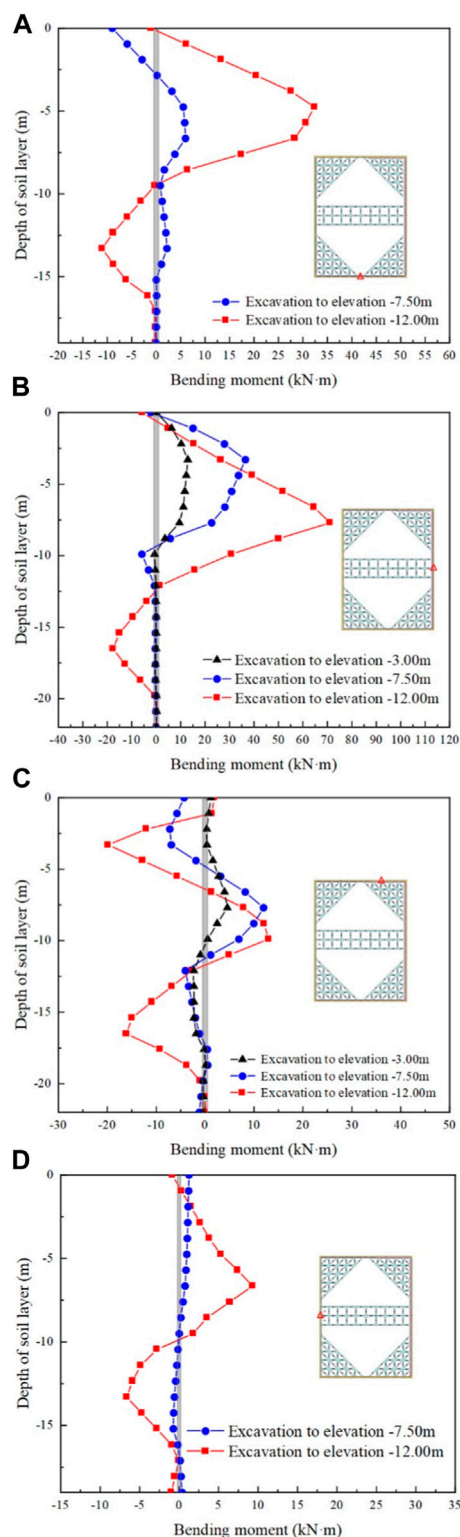 A
0
-5
-10
-15
Depth of soil layer (m)
Excavation to elevation -7.50m
Excavation to elevation -12.00m
-20 -15 -10 -5 0 5 10 15 20 25 30 35 40 45 50 55 60
Bending moment (kN·m)
B
0
-5
-10
-15
-20
Depth of soil layer (m)
Excavation to elevation -3.00m
Excavation to elevation -7.50m
Excavation to elevation -12.00m
-40 -30 -20 -10 0 10 20 30 40 50 60 70 80 90 100 110 120
Bending moment (kN·m)
C
0
-5
-10
-15
-20
Depth of soil layer (m)
Excavation to elevation -3.00m
Excavation to elevation -7.50m
Excavation to elevation -12.00m
-30 -20 -10 0 10 20 30 40 50
Bending moment (kN·m)
D
0
-5
-10
-15
Depth of soil layer (m)
Excavation to elevation -7.50m
Excavation to elevation -12.00m
-15 -10 -5 0 5 10 15 20 25 30 35
Bending moment (kN·m)